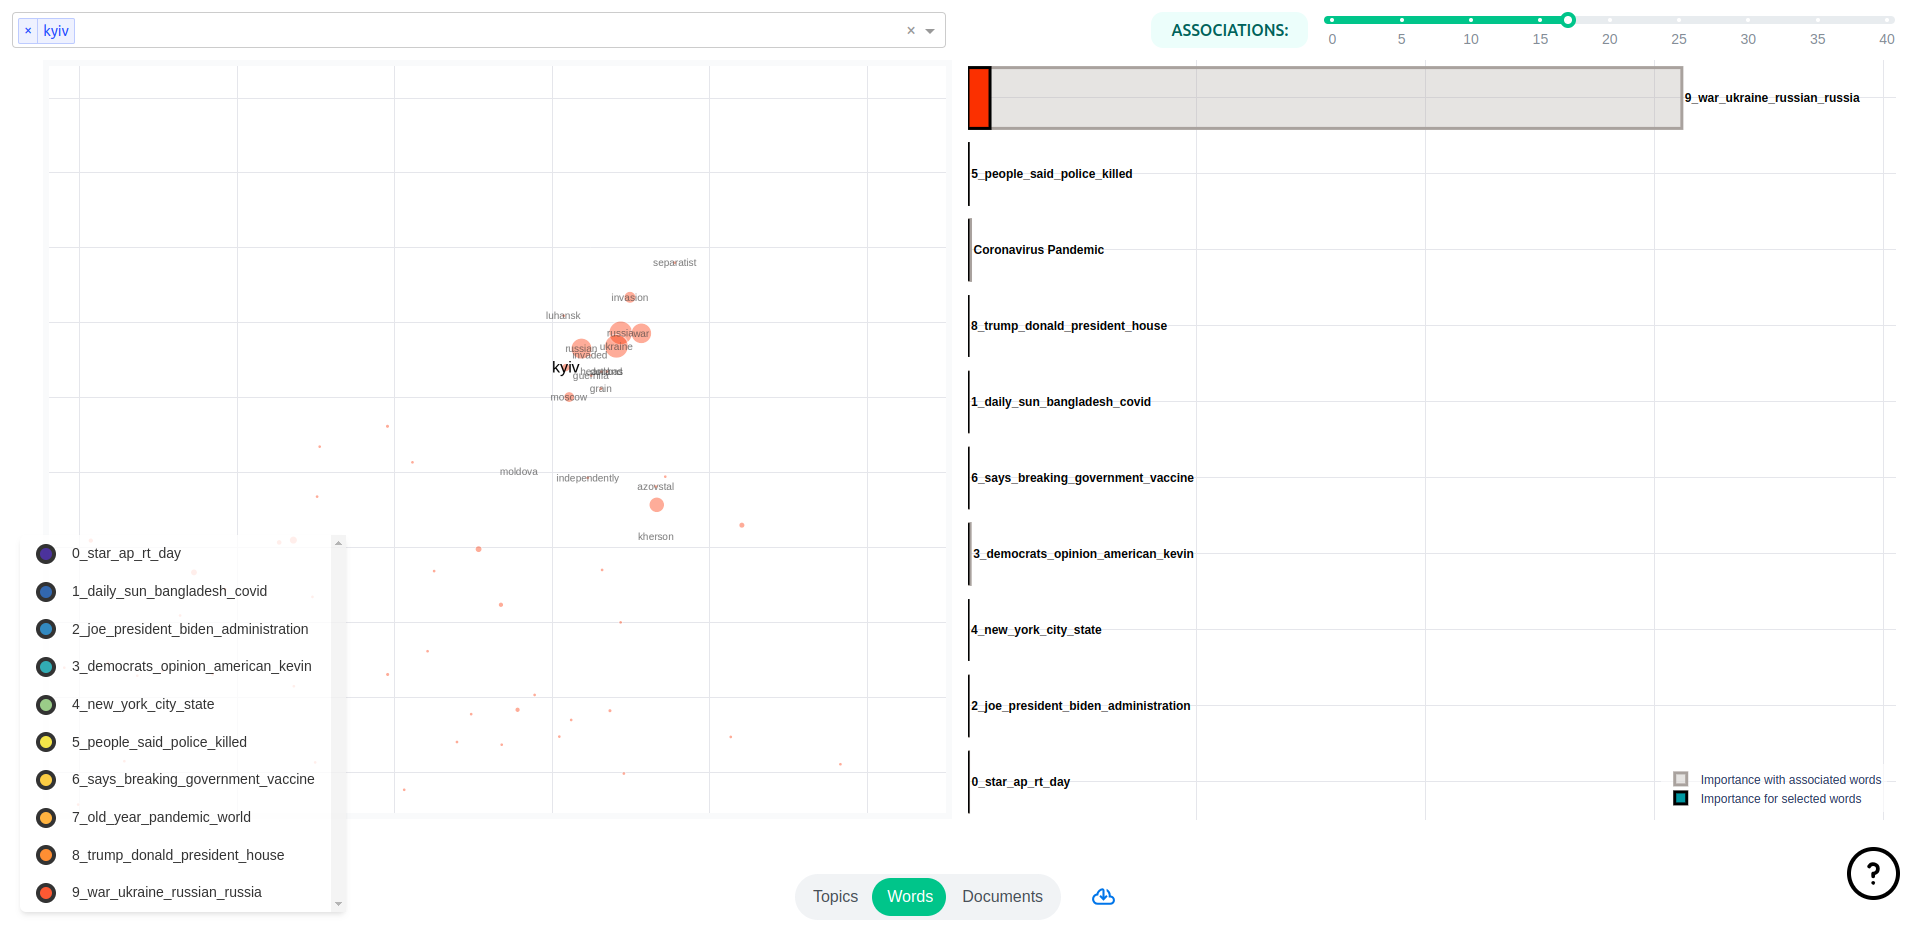 × kyiv ×
ASSOCIATIONS:
0 5 10 15 20 25 30 35 40
separatist
invasion
luhansk
russia war
russian ukraine
invaded
kyiv
guerrilla
grain
moscow
moldova
independently
azovstal
kherson
0_star_ap_rt_day
1_daily_sun_bangladesh_covid
2_joe_president_biden_administration
3_democrats_opinion_american_kevin
4_new_york_city_state
5_people_said_police_killed
6_says_breaking_government_vaccine
7_old_year_pandemic_world
8_trump_donald_president_house
9_war_ukraine_russian_russia
9_war_ukraine_russian_russia
5_people_said_police_killed
Coronavirus Pandemic
8_trump_donald_president_house
1_daily_sun_bangladesh_covid
6_says_breaking_government_vaccine
3_democrats_opinion_american_kevin
4_new_york_city_state
2_joe_president_biden_administration
0_star_ap_rt_day
Importance with associated words
Importance for selected words
Topics Words Documents
?